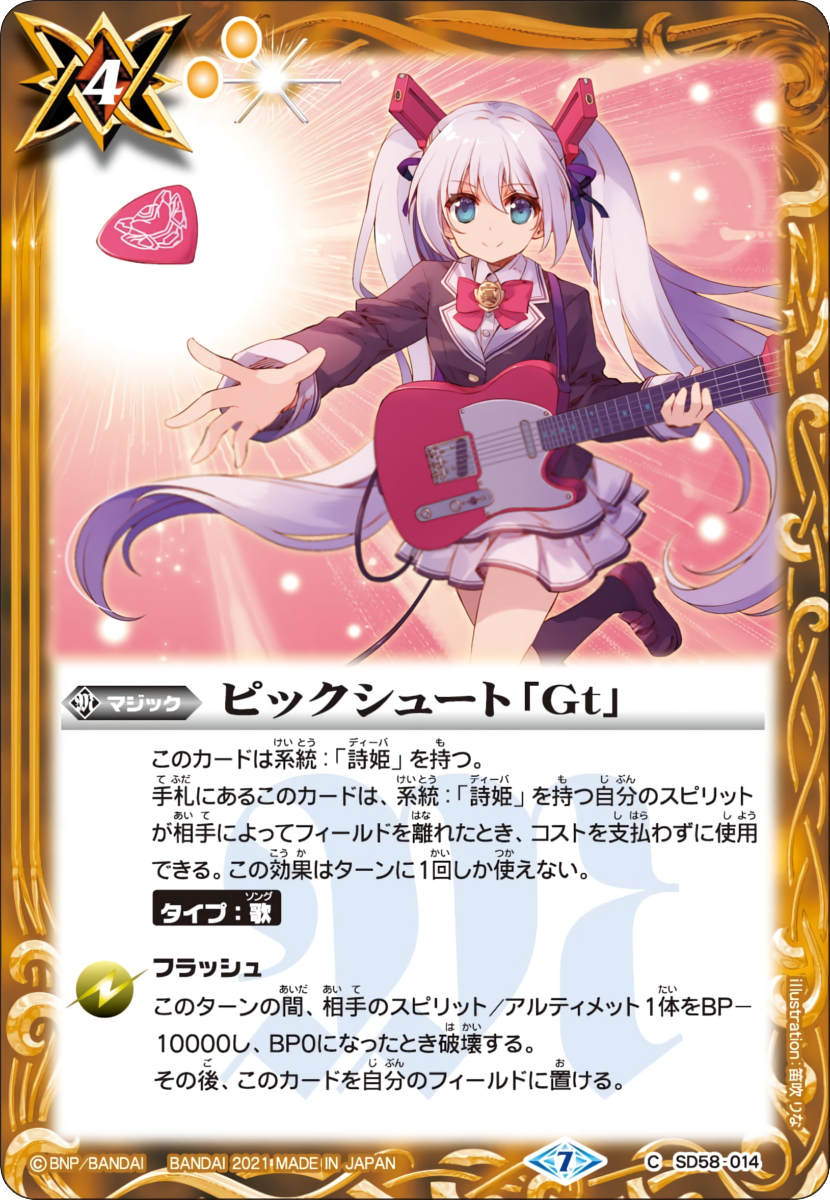 4
マジック
ピックシュート「Gt」
このカードは系統：「詩姫」を持つ。
手札にあるこのカードは、系統：「詩姫」を持つ自分のスピリット
が相手によってフィールドを離れたとき、コストを支払わずに使用
できる。この効果はターンに1回しか使えない。
タイプ：歌
フラッシュ
このターンの間、相手のスピリット／アルティメット1体をBP－
10000し、BP0になったとき破壊する。
その後、このカードを自分のフィールドに置ける。
illustration：笛吹 りな
©BNP/BANDAI BANDAI 2021 MADE IN JAPAN
7
C SD58-014